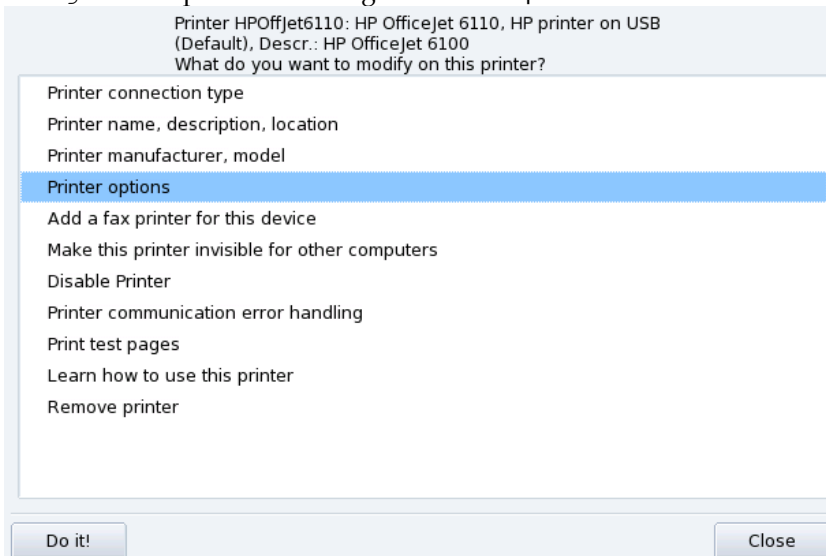 Printer HPOffJet6110: HP OfficeJet 6110, HP printer on USB
(Default), Descr.: HP OfficeJet 6100
What do you want to modify on this printer?
Printer connection type
Printer name, description, location
Printer manufacturer, model
Printer options
Add a fax printer for this device
Make this printer invisible for other computers
Disable Printer
Printer communication error handling
Print test pages
Learn how to use this printer
Remove printer
Do it!
Close